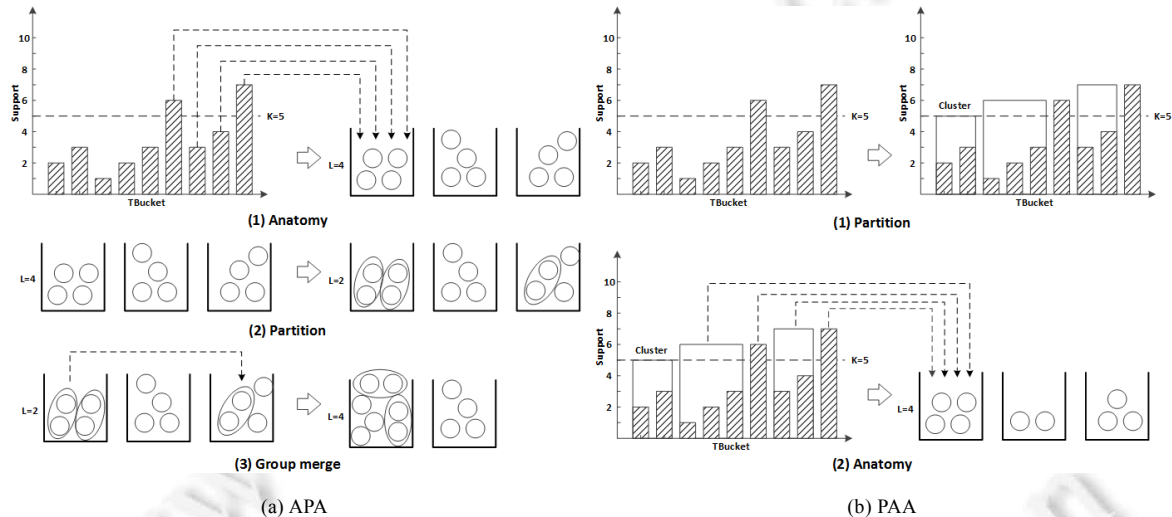 10
8
6
4
2
Support
K=5
TBucket
L=4
(1) Anatomy
L=4
L=2
(2) Partition
L=2
L=4
(3) Group merge
(a) APA
10
8
6
4
2
Support
K=5
TBucket
10
8
6
4
2
Support
Cluster
K=5
TBucket
(1) Partition
10
8
6
4
2
Support
Cluster
K=5
TBucket
L=4
(2) Anatomy
(b) PAA